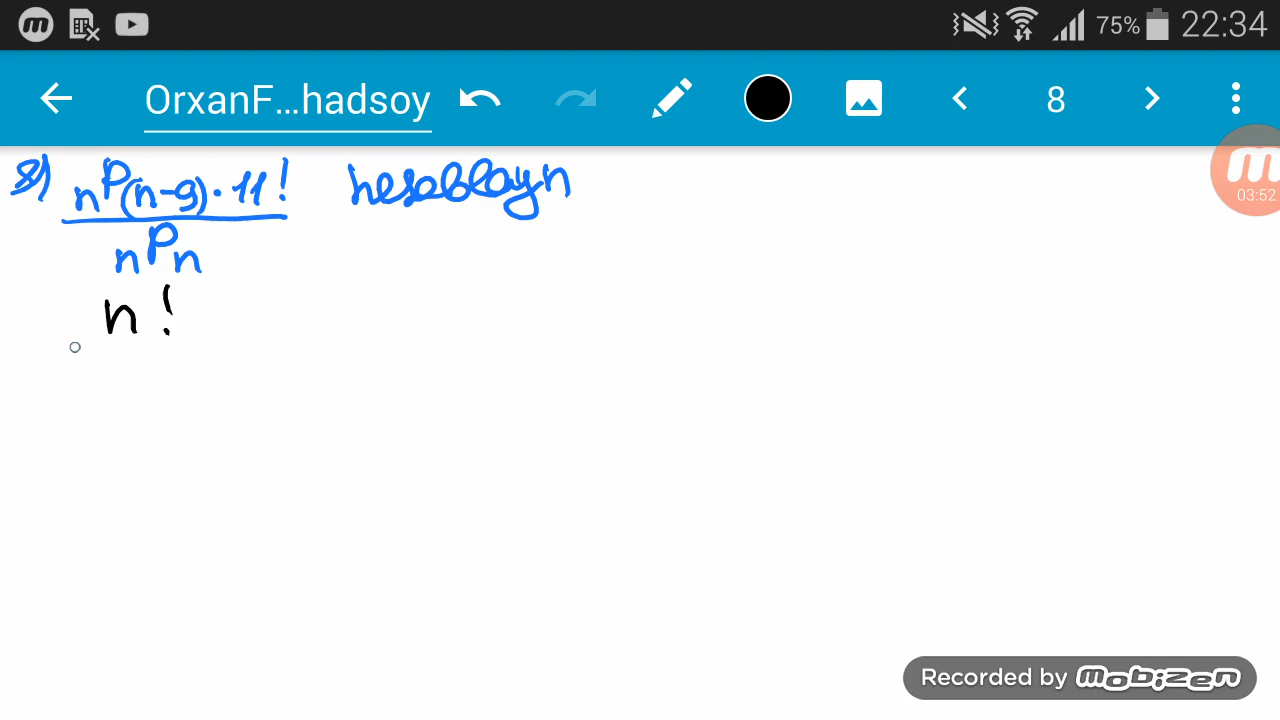 75% 22:34
OrxanF...hadsoy 8
03:52
8) nP(n-9)·11! hesablayın
nPn
n!
Recorded by mobizen